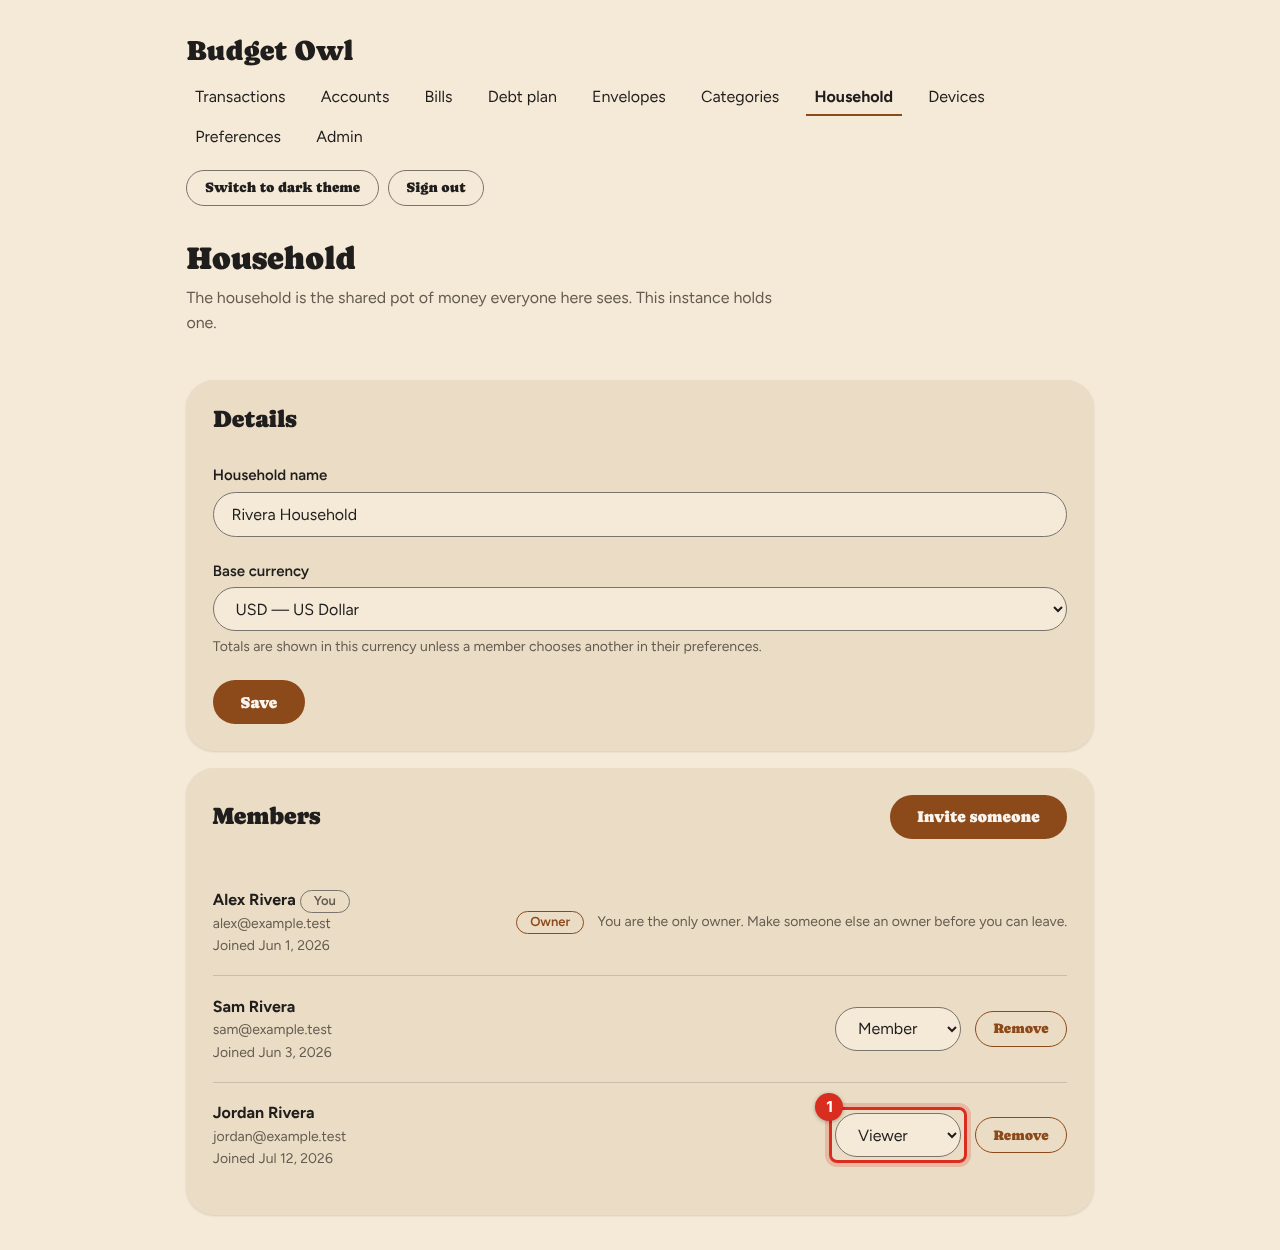 Budget Owl
Transactions Accounts Bills Debt plan Envelopes Categories Household Devices
Preferences Admin
Switch to dark theme Sign out
Household
The household is the shared pot of money everyone here sees. This instance holds
one.
Details
Household name
Rivera Household
Base currency
USD — US Dollar
Totals are shown in this currency unless a member chooses another in their preferences.
Save
Members Invite someone
Alex Rivera You
alex@example.test
Joined Jun 1, 2026
Owner You are the only owner. Make someone else an owner before you can leave.
Sam Rivera
sam@example.test
Joined Jun 3, 2026
Member Remove
Jordan Rivera
jordan@example.test
Joined Jul 12, 2026
1
Viewer Remove